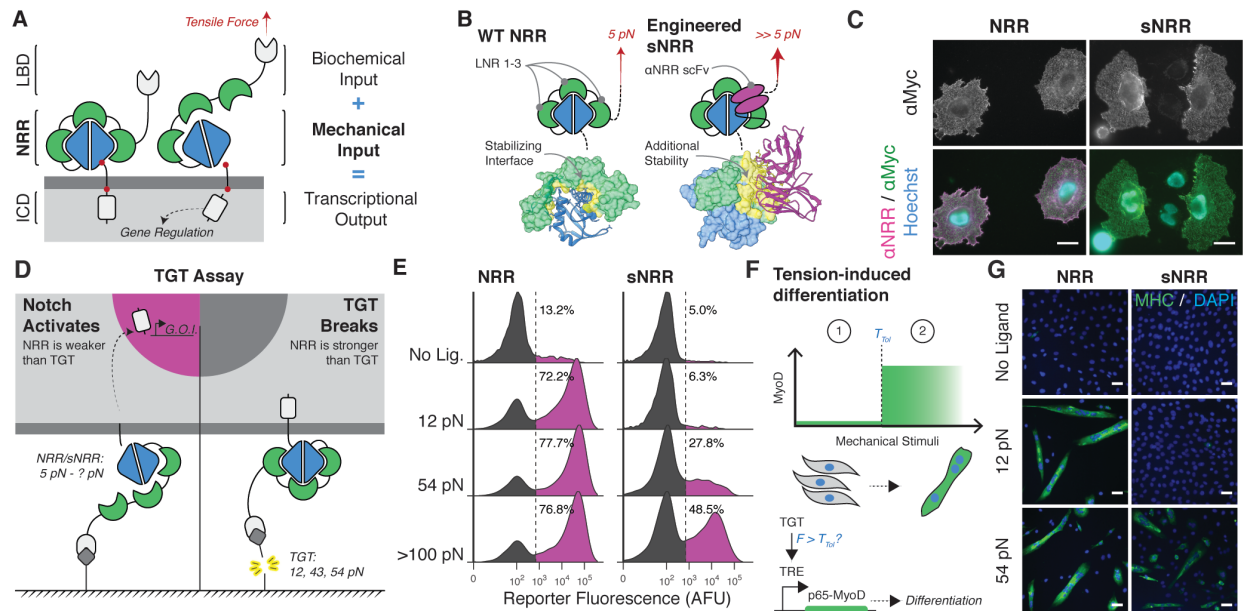 A
Tensile Force
LBD
NRR
ICD
Gene Regulation
Biochemical
Input
+
Mechanical
Input
=
Transcriptional
Output
B
WT NRR
5 pN
LNR 1-3
Stabilizing
Interface
Engineered
sNRR
>> 5 pN
αNRR scFv
Additional
Stability
C
NRR
sNRR
αMyc
αNRR / αMyc
Hoechst
D
TGT Assay
Notch
Activates
NRR is weaker
than TGT
G.O.I.
TGT
Breaks
NRR is stronger
than TGT
NRR/sNRR:
5 pN - ? pN
TGT:
12, 43, 54 pN
E
NRR
sNRR
No Lig.
13.2%
5.0%
12 pN
72.2%
6.3%
54 pN
77.7%
27.8%
>100 pN
76.8%
48.5%
0 10² 10³ 10⁴ 10⁵
0 10² 10³ 10⁴ 10⁵
Reporter Fluorescence (AFU)
F
Tension-induced
differentiation
1
2
T_Tol
MyoD
Mechanical Stimuli
TGT
F > T_Tol?
TRE
p65-MyoD
Differentiation
G
NRR
sNRR
MHC / DAPI
No Ligand
12 pN
54 pN